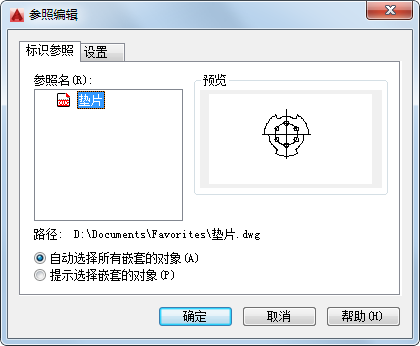 参照编辑
标识参照 设置
参照名(R):
预览
DWG 垫片
路径: D:\Documents\Favorites\垫片.dwg
自动选择所有嵌套的对象(A)
提示选择嵌套的对象(P)
确定 取消 帮助(H)